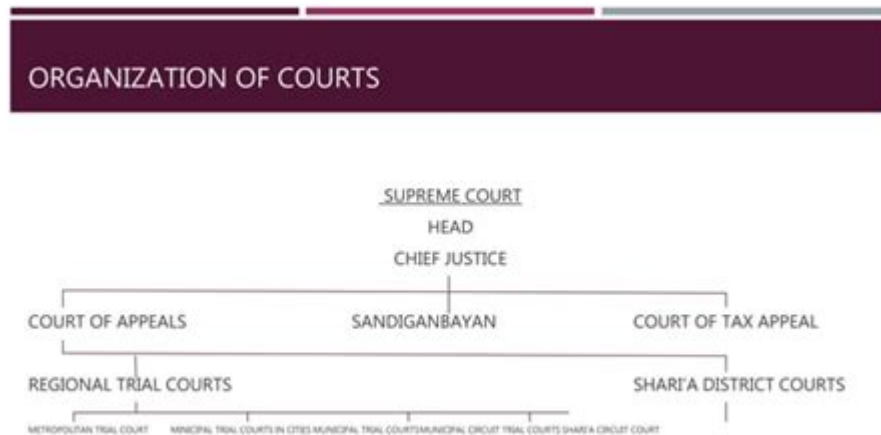 ORGANIZATION OF COURTS
SUPREME COURT
HEAD
CHIEF JUSTICE
COURT OF APPEALS SANDIGANBAYAN COURT OF TAX APPEAL
REGIONAL TRIAL COURTS SHARI'A DISTRICT COURTS
METROPOLITAN TRIAL COURT MINICIPAL TRIAL COURTS IN CITIES MUNICIPAL TRIAL COURTS MUNICIPAL CIRCUIT TRIAL COURTS SHARI'A CIRCUIT COURT